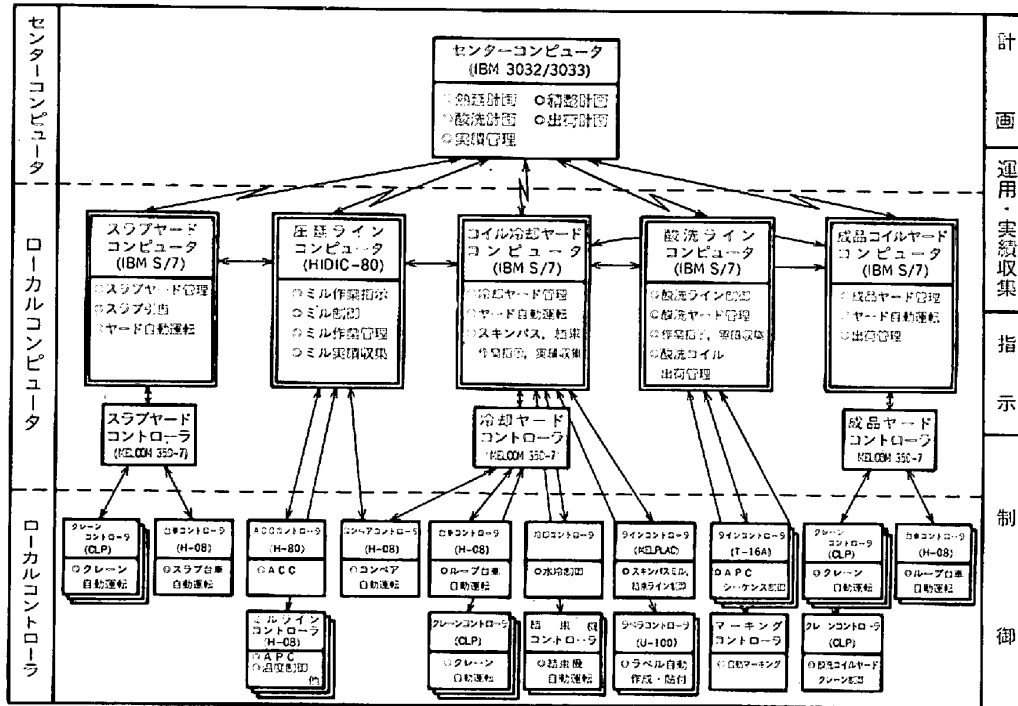 センターコンピュータ
ローカルコンピュータ
ローカルコントローラ
計画
運用・実績収集
指示
制御
センターコンピュータ
(IBM 3032/3033)
○熱延計画 ○精整計画
○酸洗計画 ○出荷計画
○実績管理
スラブヤード
コンピュータ
(IBM S/7)
○スラブヤード管理
○スラブ引当
○ヤード自動運転
圧延ライン
コンピュータ
(HIDIC-80)
○ミル作業指示
○ミル制御
○ミル作業管理
○ミル実績収集
コイル冷却ヤード
コンピュータ
(IBM S/7)
○冷却ヤード管理
○ヤード自動運転
○スキンパス, 結束
作業指示, 実績収集
酸洗ライン
コンピュータ
(IBM S/7)
○酸洗ライン制御
○酸洗ヤード管理
○作業指示, 実績収集
○酸洗コイル
出荷管理
成品コイルヤード
コンピュータ
(IBM S/7)
○成品ヤード管理
○ヤード自動運転
○出荷管理
スラブヤード
コントローラ
(MELCOM 350-7)
冷却ヤード
コントローラ
(MELCOM 350-7)
成品ヤード
コントローラ
(MELCOM 350-7)
クレーン
コントローラ
(CLP)
○クレーン
自動運転
台車コントローラ
(H-08)
○スラブ台車
自動運転
ACCコントローラ
(H-80)
○ACC
コンベアコントローラ
(H-08)
○コンベア
自動運転
台車コントローラ
(H-08)
○ループ台車
自動運転
コントローラ
○水冷制御
ラインコントローラ
(MELPLAC)
○スキンパスミル,
結束ライン制御
ラインコントローラ
(T-16A)
○APC
シーケンス制御
クレーン
コントローラ
(CLP)
○クレーン
自動運転
台車コントローラ
(H-08)
○ループ台車
自動運転
ミルライン
コントローラ
(H-08)
○APC
○温度制御
他
クレーンコントローラ
(CLP)
○クレーン
自動運転
結束機
コントローラ
○結束機
自動運転
ラベラコントローラ
(U-100)
○ラベル自動
作成・貼付
マーキング
コントローラ
○自動マーキング
クレーンコントローラ
(CLP)
○酸洗コイルヤード
クレーン制御